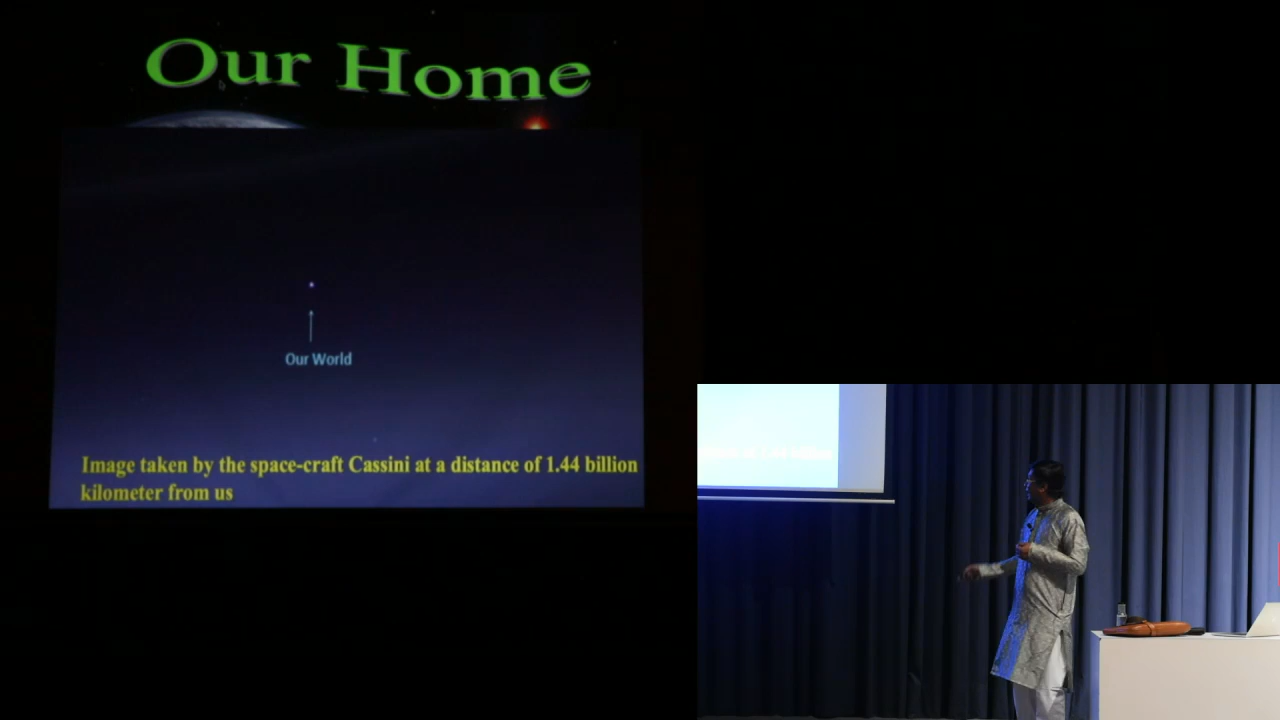 Our Home
Our World
Image taken by the space-craft Cassini at a distance of 1.44 billion
kilometer from us